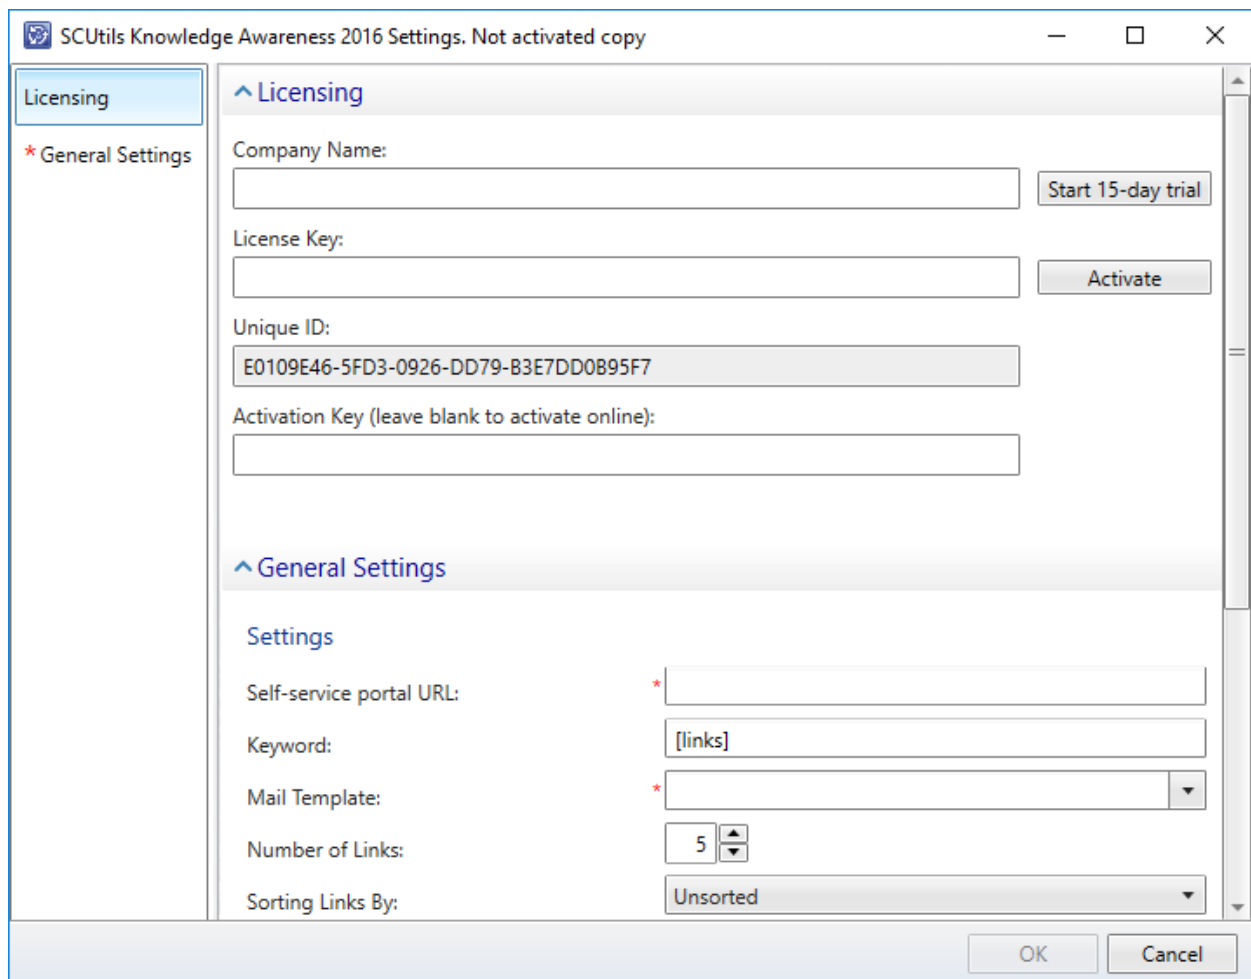 SCUtils Knowledge Awareness 2016 Settings. Not activated copy
Licensing
* General Settings
Licensing
Company Name:
Start 15-day trial
License Key:
Activate
Unique ID:
E0109E46-5FD3-0926-DD79-B3E7DD0B95F7
Activation Key (leave blank to activate online):
General Settings
Settings
Self-service portal URL: *
Keyword: [links]
Mail Template: *
Number of Links: 5
Sorting Links By: Unsorted
OK Cancel